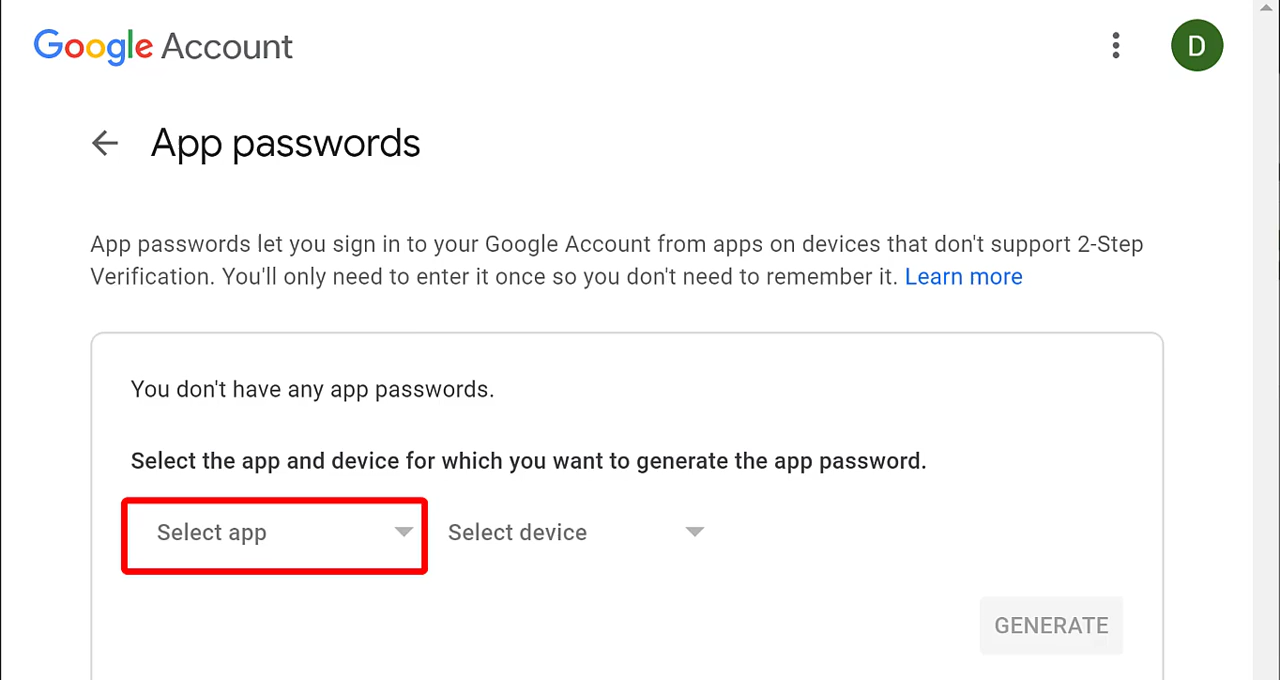 Google Account
D
App passwords
App passwords let you sign in to your Google Account from apps on devices that don't support 2-Step
Verification. You'll only need to enter it once so you don't need to remember it. Learn more
You don't have any app passwords.
Select the app and device for which you want to generate the app password.
Select app
Select device
GENERATE